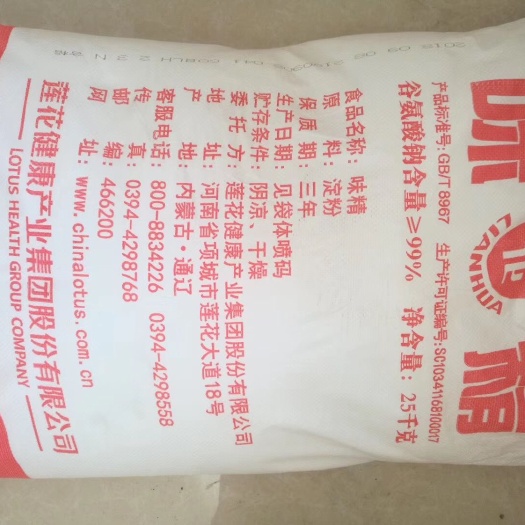 味精
LIANHUA
产品标准号: GB/T8967 生产许可证编号: SC10341168100017
谷氨酸钠含量≥99% 净含量: 25千克
食品名称: 味精
原料: 淀粉
保质期: 三年
生产日期: 见袋体喷码
贮存条件: 阴凉、干燥
委托方: 莲花健康产业集团股份有限公司
地址: 河南省项城市莲花大道18号
产地: 内蒙古·通辽
客服电话: 800-8834226 0394-4298558
传真: 0394-4298768
邮编: 466200
网址: www.chinalotus.com.cn
莲花健康产业集团股份有限公司
LOTUS HEALTH GROUP COMPANY